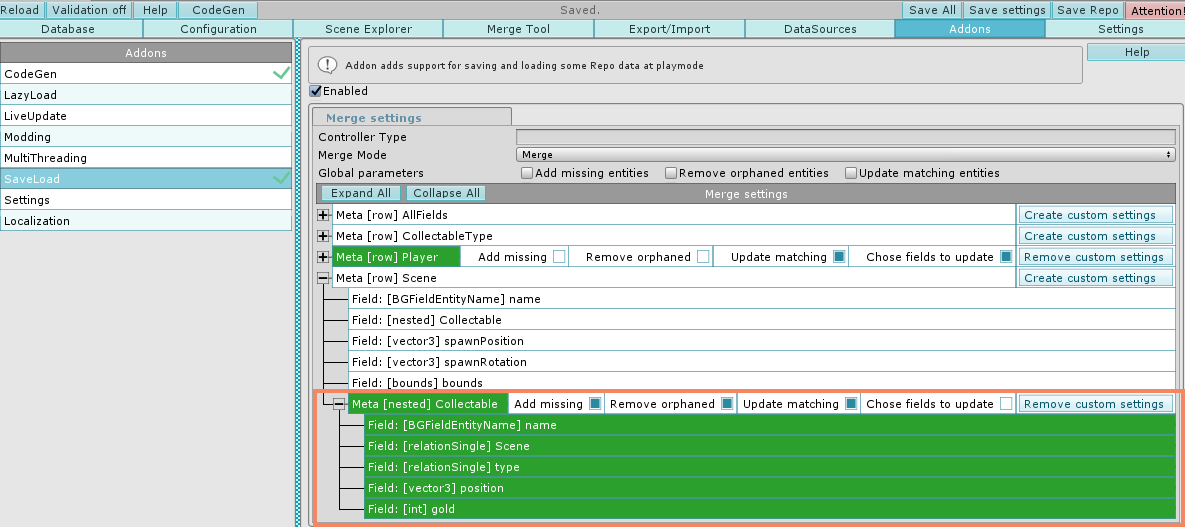 Reload Validation off Help CodeGen Saved. Save All Save settings Save Repo Attention!
Database Configuration Scene Explorer Merge Tool Export/Import DataSources Addons Settings
Addons
CodeGen
LazyLoad
LiveUpdate
Modding
MultiThreading
SaveLoad
Settings
Localization
Help
Addon adds support for saving and loading some Repo data at playmode
Enabled
Merge settings
Controller Type
Merge Mode Merge
Global parameters Add missing entities Remove orphaned entities Update matching entities
Expand All Collapse All Merge settings
Meta [row] AllFields Create custom settings
Meta [row] CollectableType Create custom settings
Meta [row] Player Add missing Remove orphaned Update matching Chose fields to update Remove custom settings
Meta [row] Scene Create custom settings
Field: [BGFieldEntityName] name
Field: [nested] Collectable
Field: [vector3] spawnPosition
Field: [vector3] spawnRotation
Field: [bounds] bounds
Meta [nested] Collectable Add missing Remove orphaned Update matching Chose fields to update Remove custom settings
Field: [BGFieldEntityName] name
Field: [relationSingle] Scene
Field: [relationSingle] type
Field: [vector3] position
Field: [int] gold